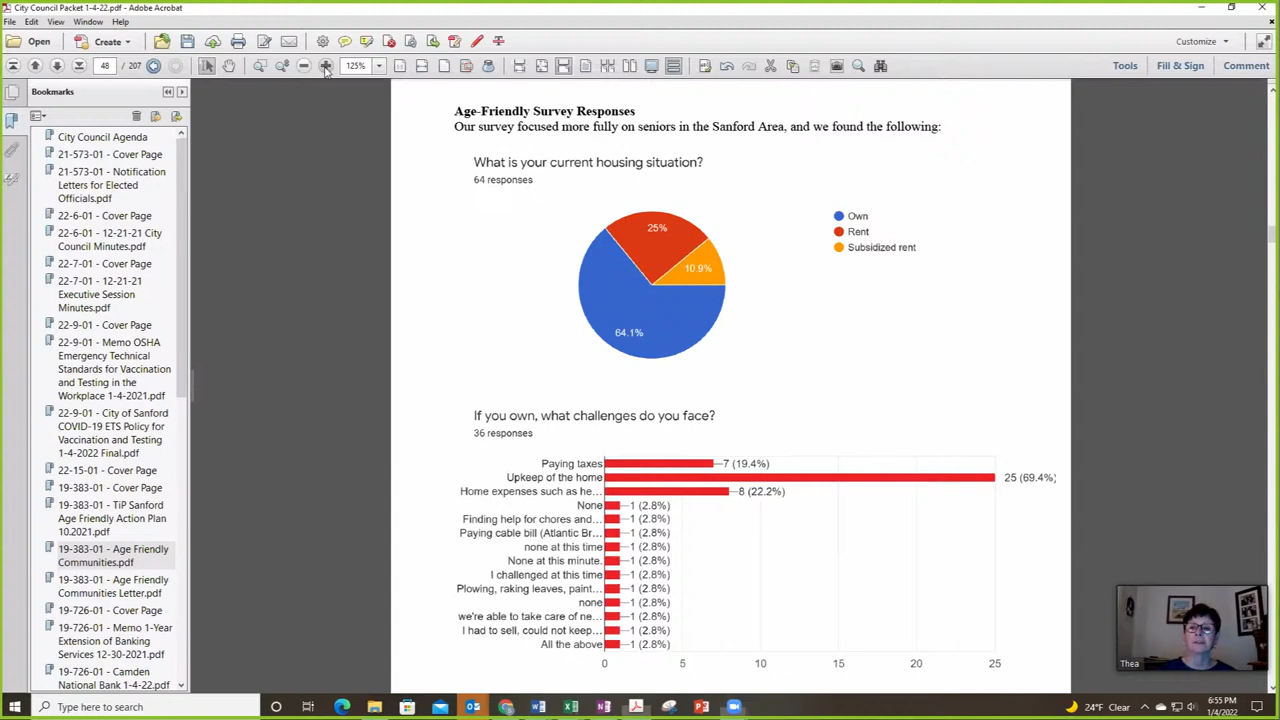 City Council Packet 1-4-22.pdf - Adobe Acrobat
File Edit View Window Help
Open Create Customize
48 / 207 125% Tools Fill & Sign Comment
Bookmarks
City Council Agenda
21-573-01 - Cover Page
21-573-01 - Notification
Letters for Elected
Officials.pdf
22-6-01 - Cover Page
22-6-01 - 12-21-21 City
Council Minutes.pdf
22-7-01 - Cover Page
22-7-01 - 12-21-21
Executive Session
Minutes.pdf
22-9-01 - Cover Page
22-9-01 - Memo OSHA
Emergency Technical
Standards for Vaccination
and Testing in the
Workplace 1-4-2021.pdf
22-9-01 - City of Sanford
COVID-19 ETS Policy for
Vaccination and Testing
1-4-2022 Final.pdf
22-15-01 - Cover Page
19-383-01 - Cover Page
19-383-01 - TiP Sanford
Age Friendly Action Plan
10.2021.pdf
19-383-01 - Age Friendly
Communities.pdf
19-383-01 - Age Friendly
Communities Letter.pdf
19-726-01 - Cover Page
19-726-01 - Memo 1-Year
Extension of Banking
Services 12-30-2021.pdf
19-726-01 - Camden
National Bank 1-4-22.pdf
Age-Friendly Survey Responses
Our survey focused more fully on seniors in the Sanford Area, and we found the following:
What is your current housing situation?
64 responses
25%
10.9%
64.1%
Own
Rent
Subsidized rent
If you own, what challenges do you face?
36 responses
Paying taxes 7 (19.4%)
Upkeep of the home 25 (69.4%)
Home expenses such as he... 8 (22.2%)
None 1 (2.8%)
Finding help for chores and... 1 (2.8%)
Paying cable bill (Atlantic Br... 1 (2.8%)
none at this time 1 (2.8%)
None at this minute. 1 (2.8%)
I challenged at this time 1 (2.8%)
Plowing, raking leaves, paint... 1 (2.8%)
none 1 (2.8%)
we're able to take care of ne... 1 (2.8%)
I had to sell, could not keep... 1 (2.8%)
All the above 1 (2.8%)
0 5 10 15 20 25
Thea
Type here to search
24°F Clear
6:55 PM
1/4/2022